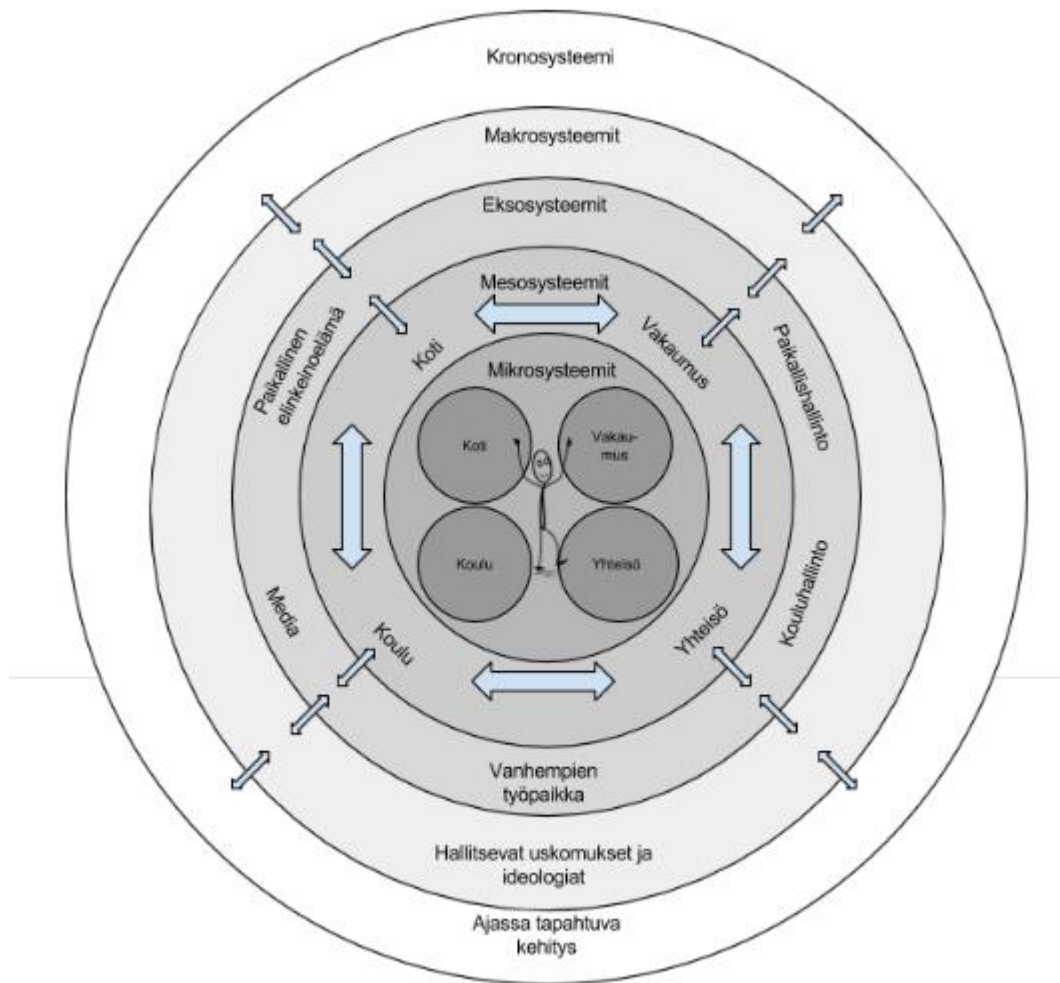 Kronosysteemi
Makrosysteemit
Eksosysteemit
Mesosysteemit
Koti
Vakaumus
Paikallinen
elinkeinoelämä
Paikallishallinto
Mikrosysteemit
Koti
Vakau-
mus
Koulu
Yhteisö
Media
Koulu
Yhteisö
Kouluhallinto
Vanhempien
työpaikka
Hallitsevat uskomukset ja
ideologiat
Ajassa tapahtuva
kehitys